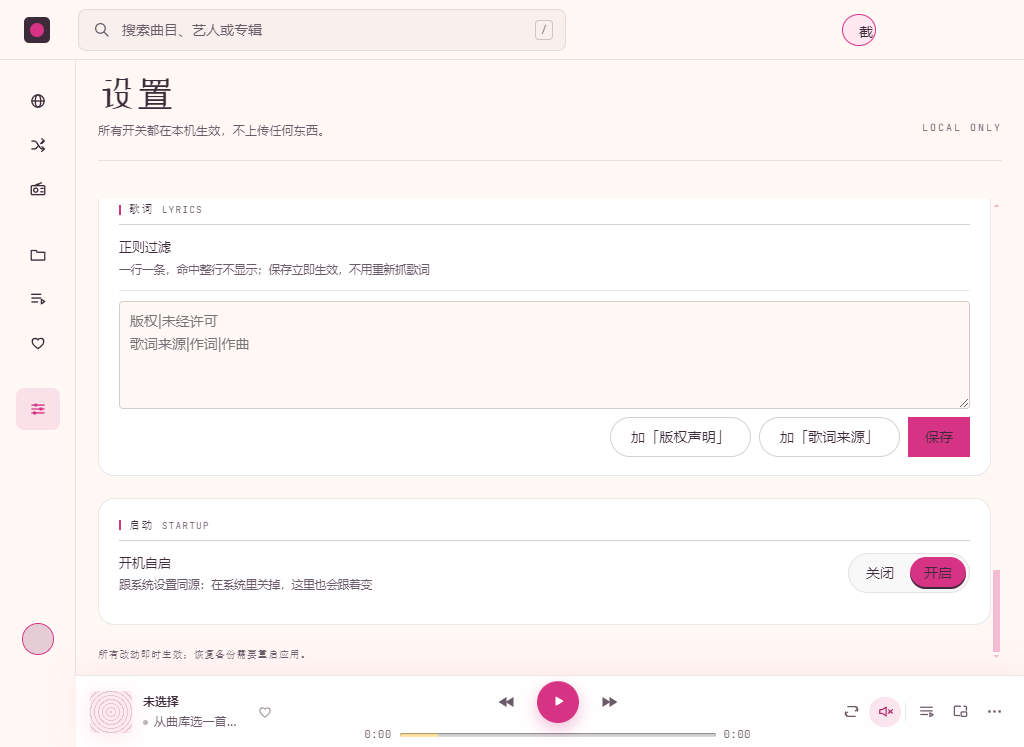 搜索曲目、艺人或专辑
/
截
设置
所有开关都在本机生效，不上传任何东西。
LOCAL ONLY
歌词 LYRICS
正则过滤
一行一条，命中整行不显示；保存立即生效，不用重新抓歌词
版权|未经许可
歌词来源|作词|作曲
加「版权声明」
加「歌词来源」
保存
启动 STARTUP
开机自启
跟系统设置同源：在系统里关掉，这里也会跟着变
关闭
开启
所有改动即时生效；恢复备份需要重启应用。
未选择
从曲库选一首…
0:00
0:00